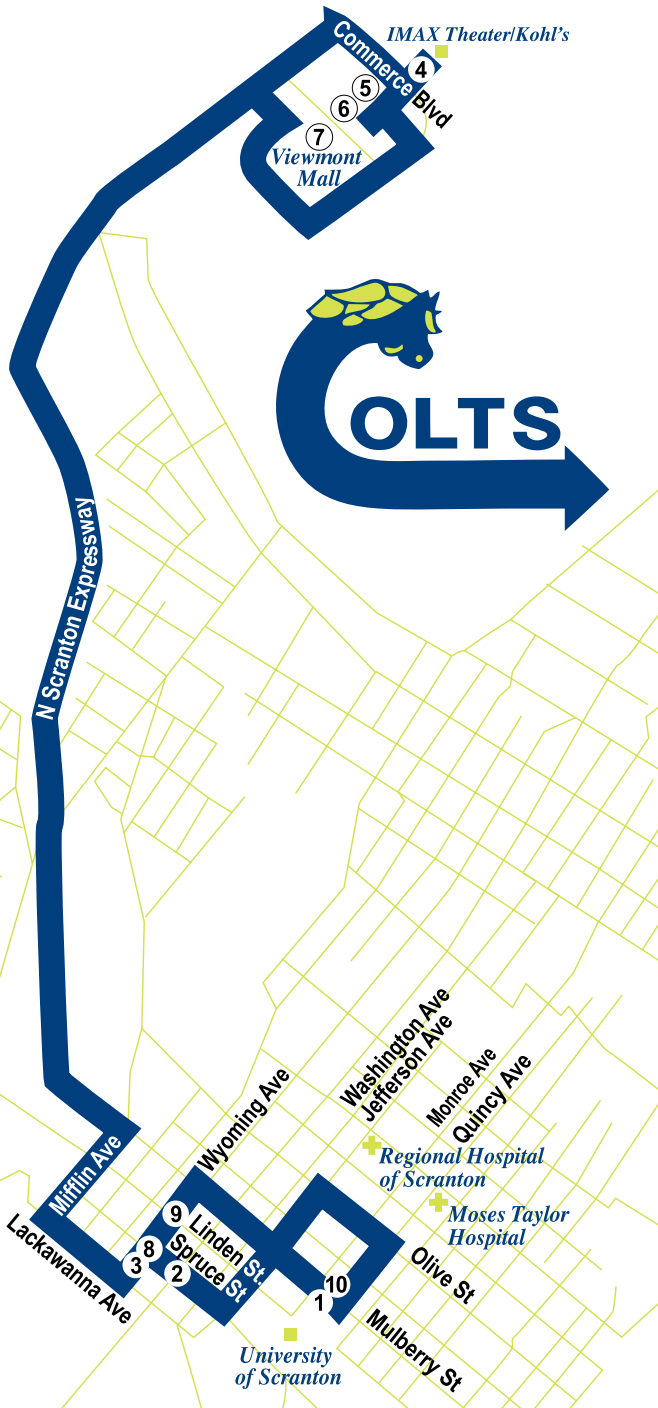 IMAX Theater/Kohl's
Commerce
Blvd
4
5
6
7
Viewmont
Mall
COLTS
N Scranton Expressway
Washington Ave
Jefferson Ave
Monroe Ave
Quincy Ave
Wyoming Ave
Mifflin Ave
Regional Hospital
of Scranton
Moses Taylor
Hospital
Lackawanna Ave
9
Linden St.
8
Spruce St
3
2
Olive St
10
1
Mulberry St
University
of Scranton